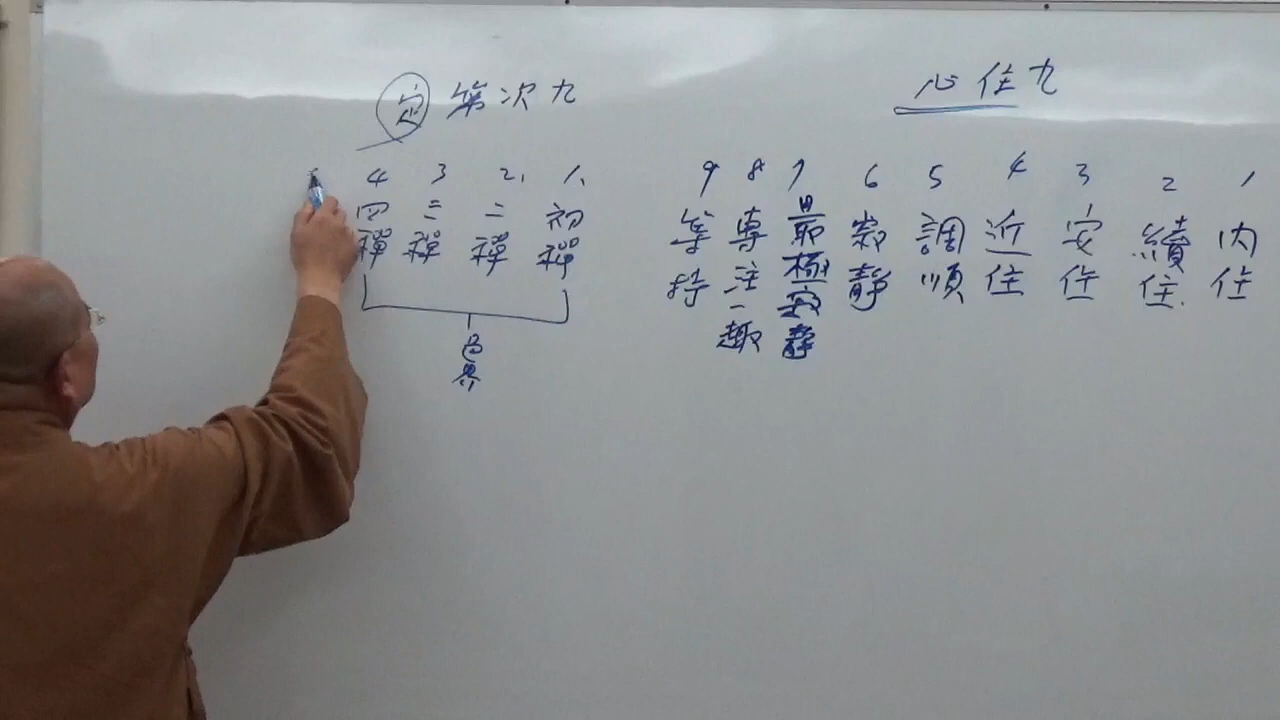 九住心
1
內住
2
續住
3
安住
4
近住
5
調順
6
寂靜
7
最極寂靜
8
專注一趣
9
等持
九次第定
1、
初禪
2、
二禪
3
三禪
4
四禪
色界